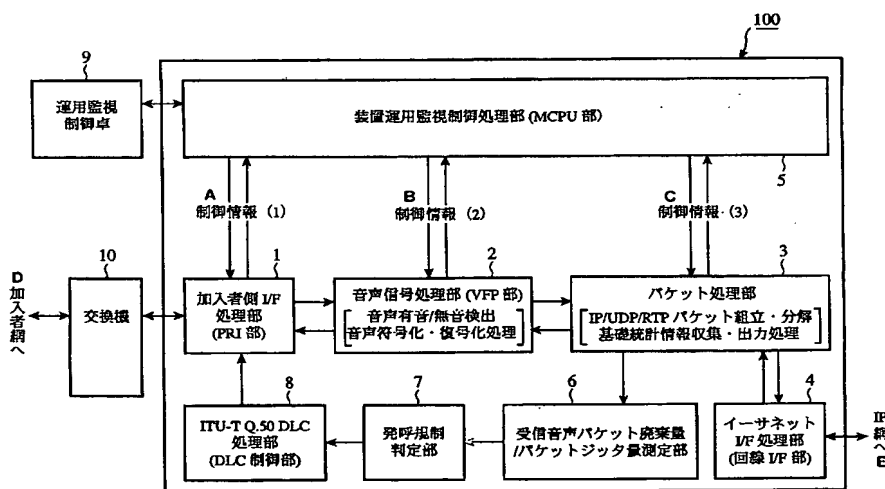 100
9
運用監視
制御卓
装置運用監視制御処理部 (MCPU 部)
5
A
制御情報 (1)
B
制御情報 (2)
C
制御情報 (3)
D
加入者網へ
10
交換機
1
加入者側 I/F
処理部
(PRI 部)
2
音声信号処理部 (VFP 部)
音声有音/無音検出
音声符号化・復号化処理
3
パケット処理部
IP/UDP/RTP パケット組立・分解
基礎統計情報収集・出力処理
8
ITU-T Q.50 DLC
処理部
(DLC 制御部)
7
発呼規制
判定部
6
受信音声パケット廃棄量
/パケットジッタ量測定部
4
イーサネット
I/F 処理部
(回線 I/F 部)
IP網へ
E